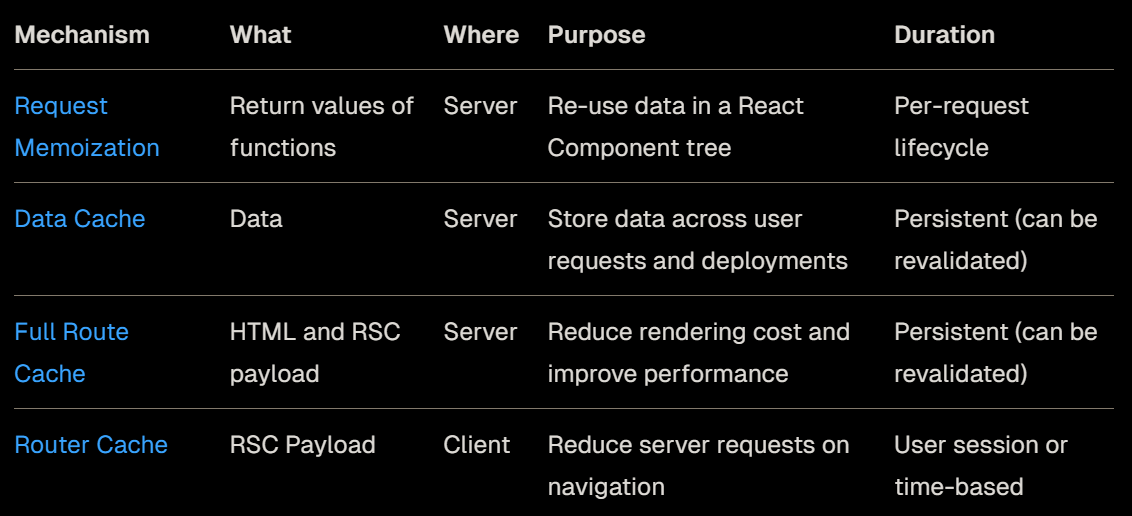 Mechanism What Where Purpose Duration
Request Return values of Server Re-use data in a React Per-request
Memoization functions Component tree lifecycle
Data Cache Data Server Store data across user Persistent (can be
requests and deployments revalidated)
Full Route HTML and RSC Server Reduce rendering cost and Persistent (can be
Cache payload improve performance revalidated)
Router Cache RSC Payload Client Reduce server requests on User session or
navigation time-based